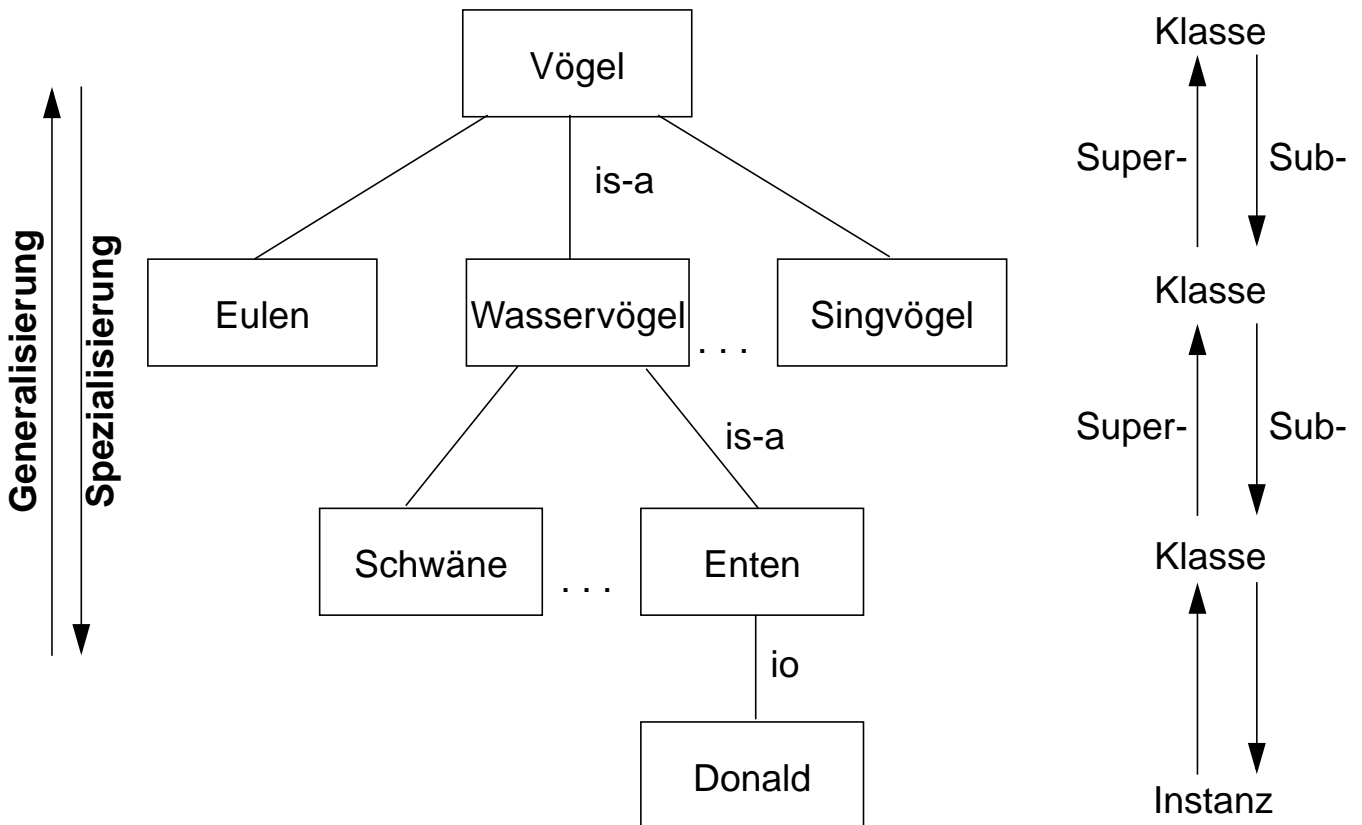 Klasse
Vögel
Super-
Sub-
is-a
Generalisierung
Spezialisierung
Klasse
Eulen
Wasservögel
. . .
Singvögel
Super-
Sub-
is-a
Klasse
Schwäne
. . .
Enten
io
Donald
Instanz